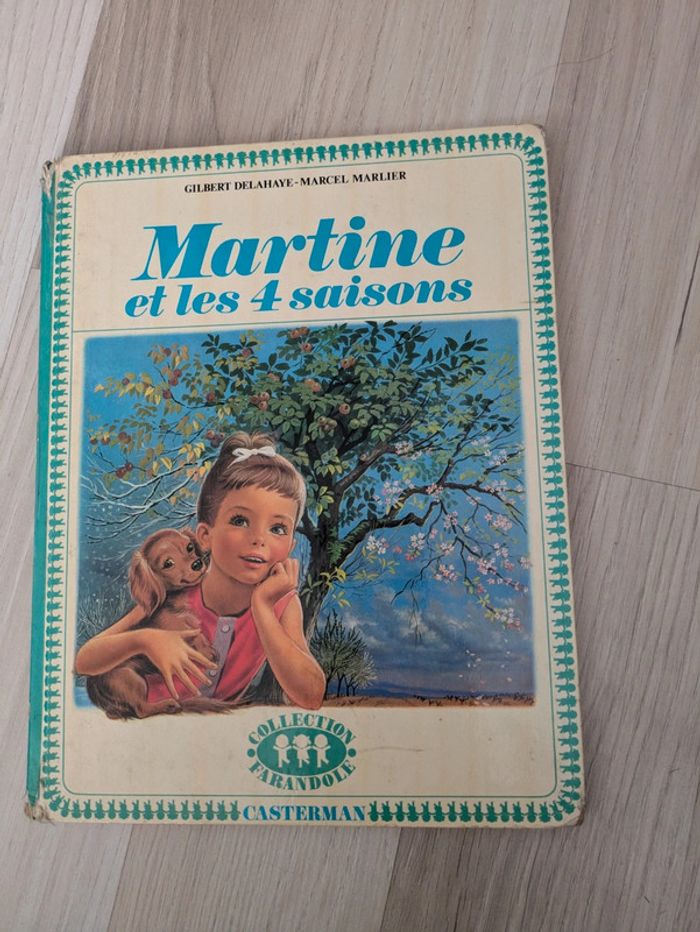 GILBERT DELAHAYE-MARCEL MARLIER
Martine
et les 4 saisons
COLLECTION
FARANDOLE
CASTERMAN